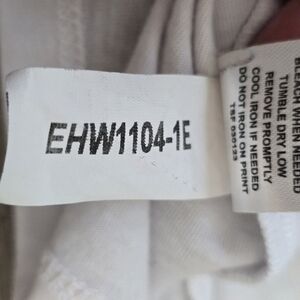 EHW1104-1E
BLEACH WHEN NEEDED
TUMBLE DRY LOW
REMOVE PROMPTLY
COOL IRON IF NEEDED
DO NOT IRON ON PRINT